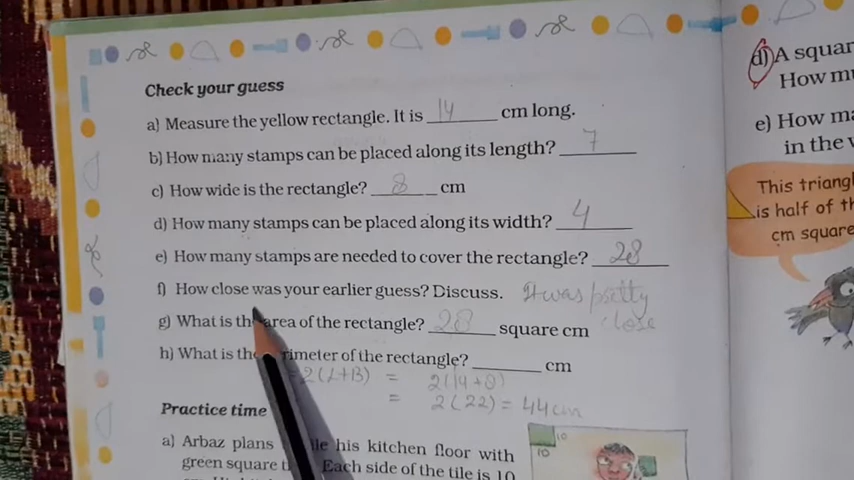 Check your guess
a) Measure the yellow rectangle. It is 14 cm long.
b) How many stamps can be placed along its length? 7
c) How wide is the rectangle? 8 cm
d) How many stamps can be placed along its width? 4
e) How many stamps are needed to cover the rectangle? 28
f) How close was your earlier guess? Discuss. It was pretty
close
g) What is the area of the rectangle? 28 square cm
h) What is the perimeter of the rectangle? cm
= 2(L+B) = 2(14+8)
= 2(22) = 44cm
Practice time
a) Arbaz plans his kitchen floor with
green square Each side of the tile is 10
10
10
d) A squar
How m
e) How ma
in the
This triang
is half of th
cm square